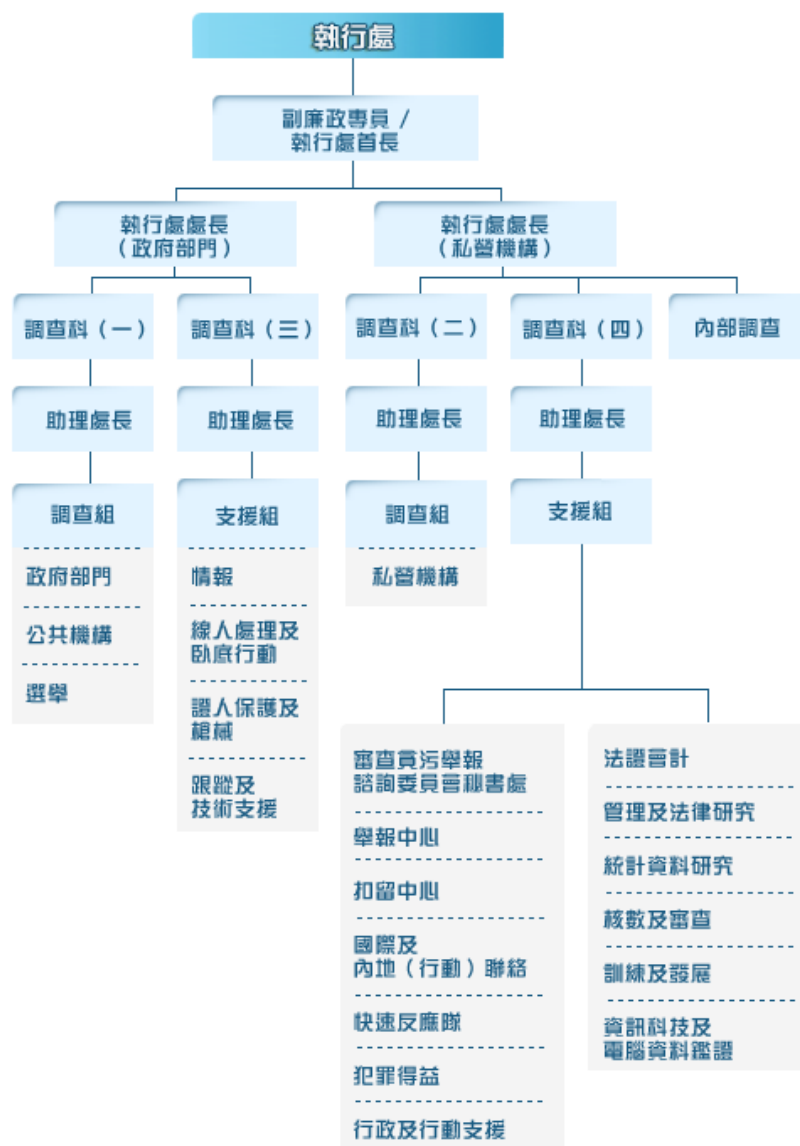 執行處
副廉政專員 /
執行處首長
執行處處長
（政府部門）
執行處處長
（私營機構）
調查科（一）
調查科（三）
調查科（二）
調查科（四）
內部調查
助理處長
助理處長
助理處長
助理處長
調查組
支援組
調查組
支援組
政府部門
公共機構
選舉
情報
線人處理及
臥底行動
證人保護及
槍械
跟蹤及
技術支援
私營機構
審查貪污舉報
諮詢委員會秘書處
舉報中心
扣留中心
國際及
內地（行動）聯絡
快速反應隊
犯罪得益
行政及行動支援
法證會計
管理及法律研究
統計資料研究
核數及審查
訓練及發展
資訊科技及
電腦資料鑑證